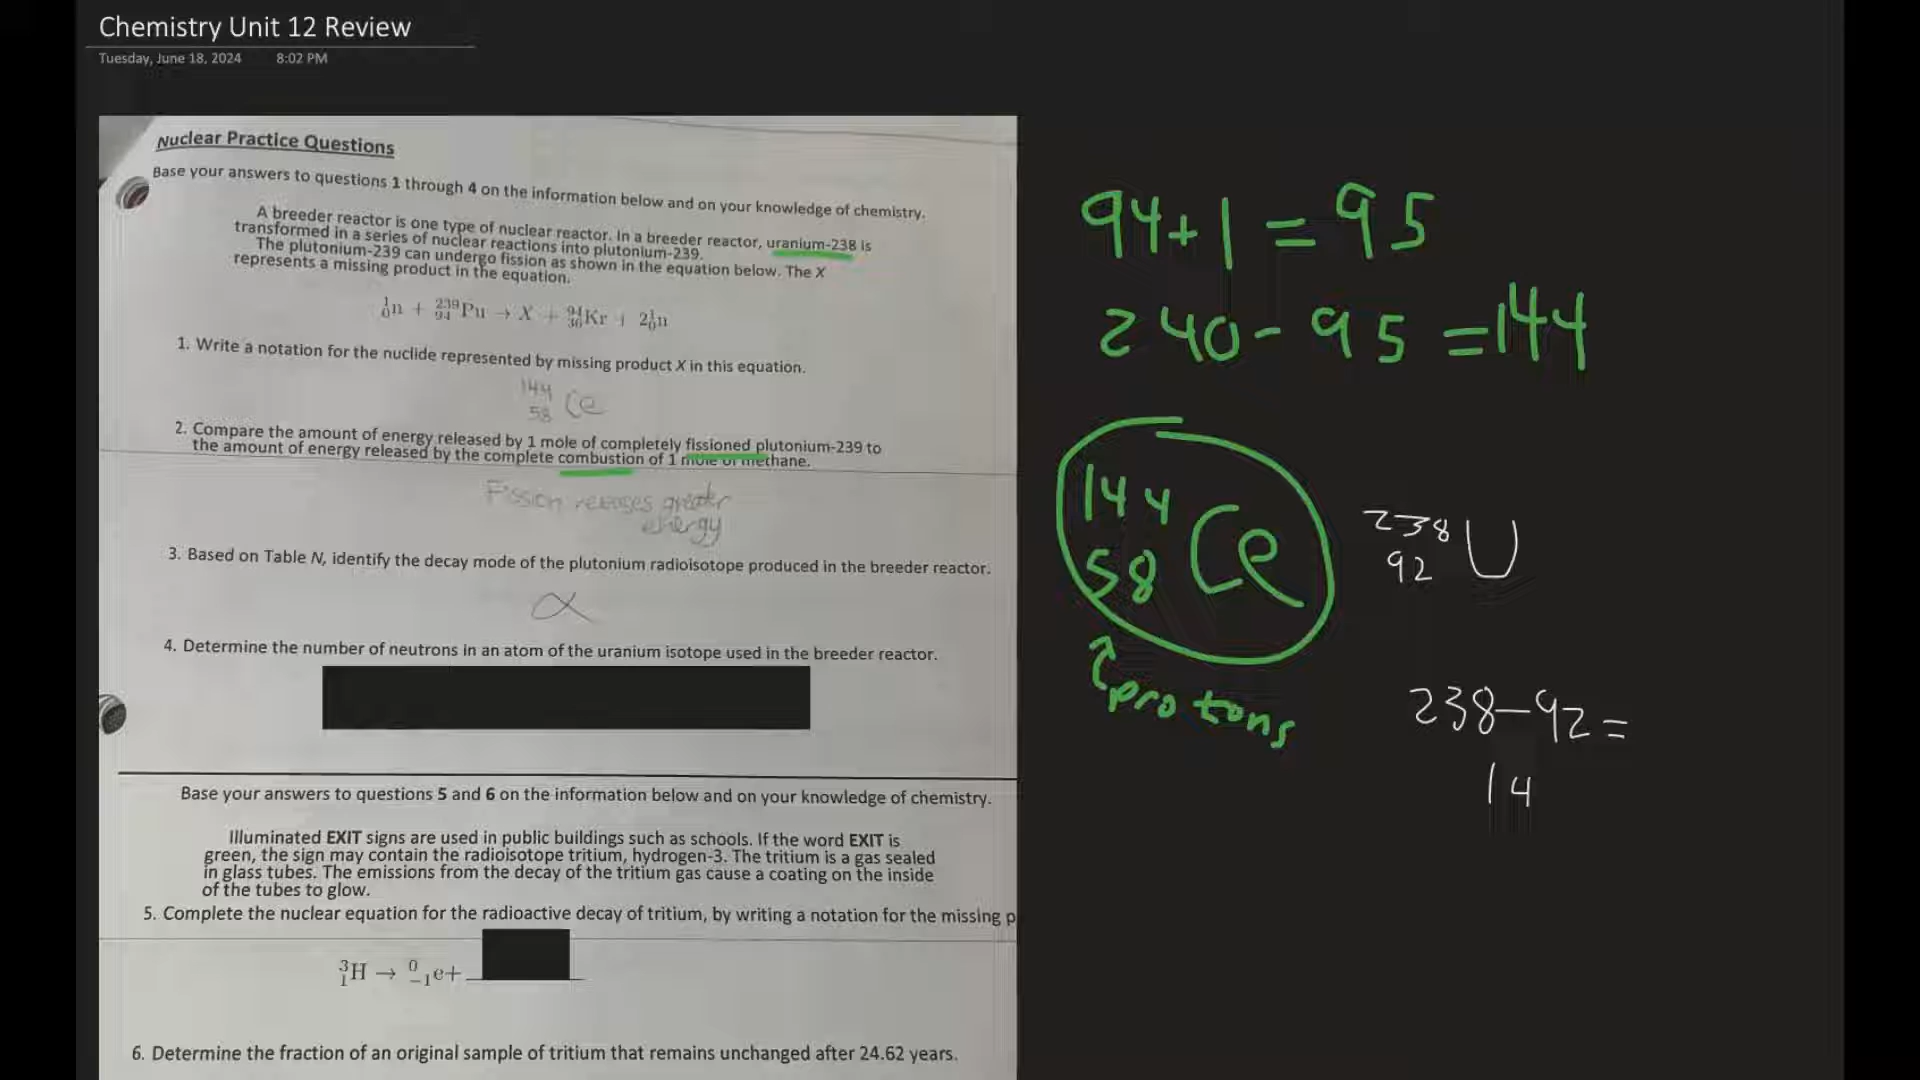 Chemistry Unit 12 Review
Tuesday, June 18, 2024 8:02 PM
Nuclear Practice Questions
Base your answers to questions 1 through 4 on the information below and on your knowledge of chemistry.
A breeder reactor is one type of nuclear reactor. In a breeder reactor, uranium-238 is
transformed in a series of nuclear reactions into plutonium-239.
The plutonium-239 can undergo fission as shown in the equation below. The X
represents a missing product in the equation.
¹₀n + ²³⁹₉₄Pu → X + ⁹⁴₃₆Kr + 2¹₀n
1. Write a notation for the nuclide represented by missing product X in this equation.
¹⁴⁴₅₈Ce
2. Compare the amount of energy released by 1 mole of completely fissioned plutonium-239 to
the amount of energy released by the complete combustion of 1 mole of methane.
Fission releases greater
energy
3. Based on Table N, identify the decay mode of the plutonium radioisotope produced in the breeder reactor.
α
4. Determine the number of neutrons in an atom of the uranium isotope used in the breeder reactor.
Base your answers to questions 5 and 6 on the information below and on your knowledge of chemistry.
Illuminated EXIT signs are used in public buildings such as schools. If the word EXIT is
green, the sign may contain the radioisotope tritium, hydrogen-3. The tritium is a gas sealed
in glass tubes. The emissions from the decay of the tritium gas cause a coating on the inside
of the tubes to glow.
5. Complete the nuclear equation for the radioactive decay of tritium, by writing a notation for the missing p
³₁H → ⁰₋₁e+
6. Determine the fraction of an original sample of tritium that remains unchanged after 24.62 years.
94+1=95
240-95=144
¹⁴⁴₅₈Ce
protons
²³⁸₉₂U
238-92=
14